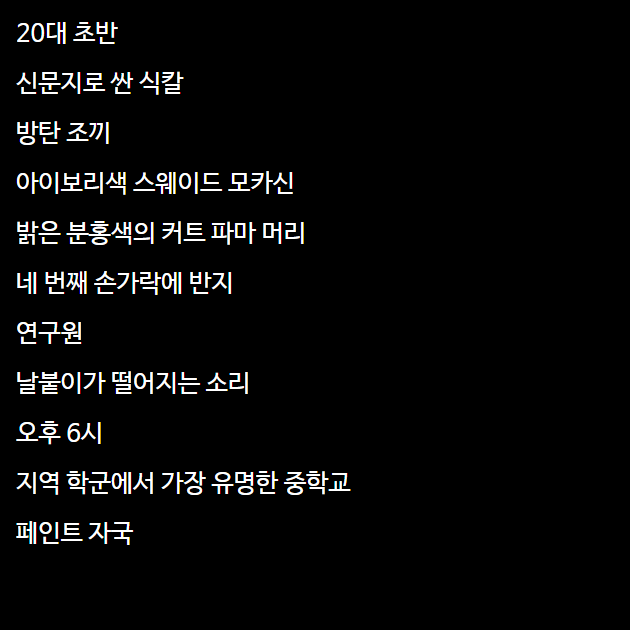 20대 초반
신문지로 싼 식칼
방탄 조끼
아이보리색 스웨이드 모카신
밝은 분홍색의 커트 파마 머리
네 번째 손가락에 반지
연구원
날붙이가 떨어지는 소리
오후 6시
지역 학군에서 가장 유명한 중학교
페인트 자국